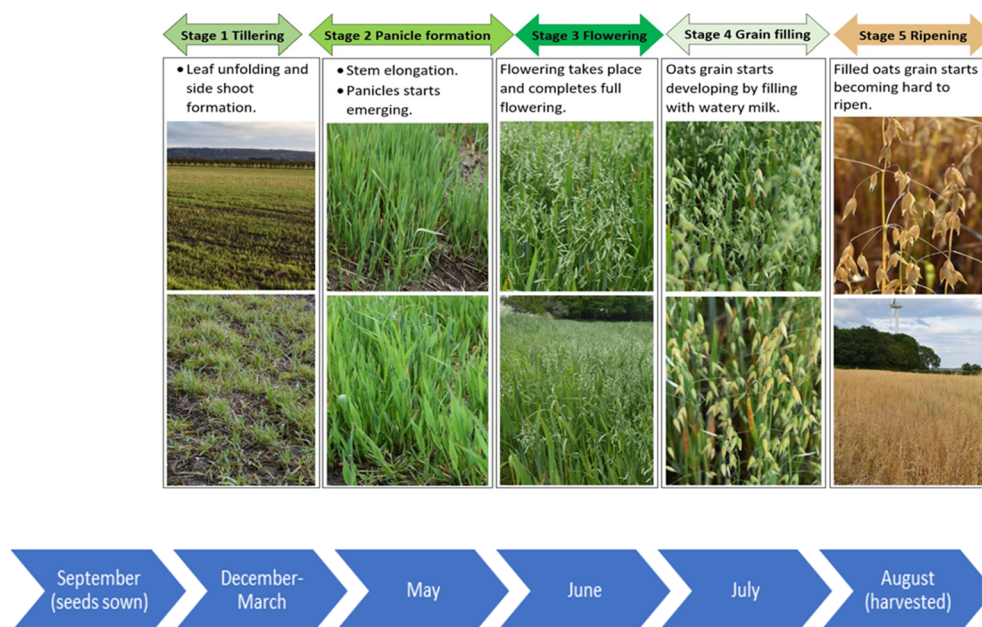 Stage 1 Tillering
Stage 2 Panicle formation
Stage 3 Flowering
Stage 4 Grain filling
Stage 5 Ripening
• Leaf unfolding and
side shoot
formation.
• Stem elongation.
• Panicles starts
emerging.
Flowering takes place
and completes full
flowering.
Oats grain starts
developing by filling
with watery milk.
Filled oats grain starts
becoming hard to
ripen.
September
(seeds sown)
December-
March
May
June
July
August
(harvested)